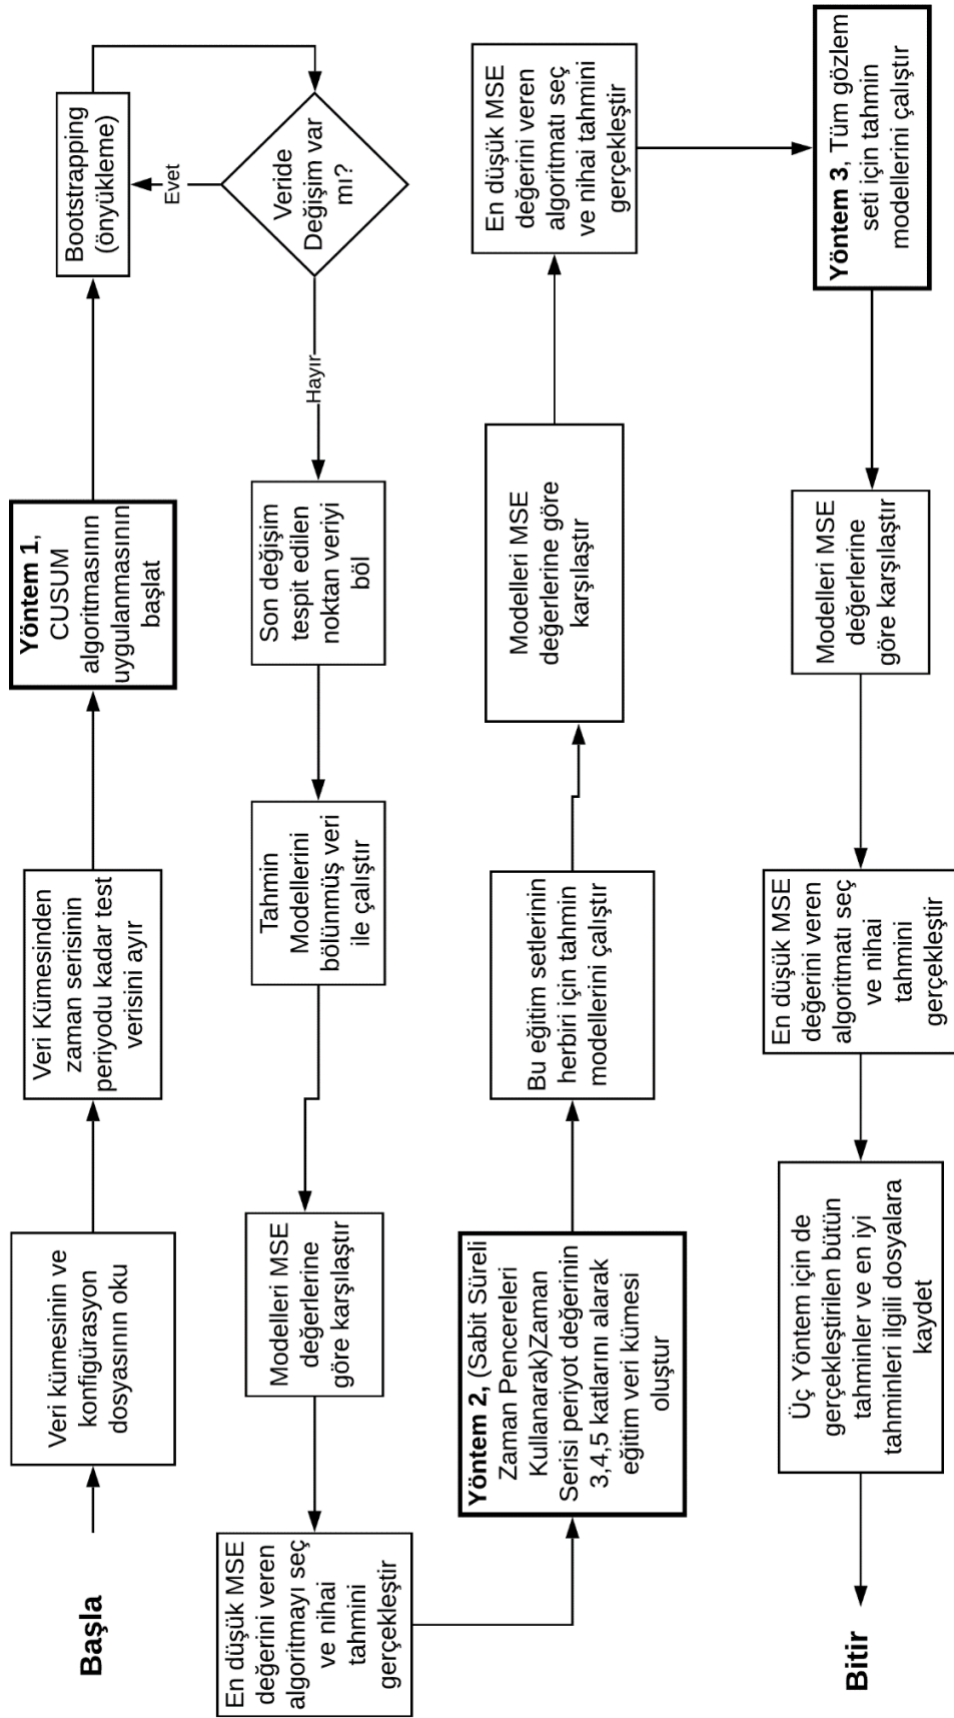 Başla
Veri kümesinin ve
konfigürasyon
dosyasının oku
Veri Kümesinden
zaman serisinin
periyodu kadar test
verisini ayır
Yöntem 1,
CUSUM
algoritmasının
uygulanmasının
başlat
Bootstrapping
(önyükleme)
Evet
Veride
Değişim var
mı?
Hayır
Son değişim
tespit edilen
noktan veriyi
böl
Tahmin
Modellerini
bölünmüş veri
ile çalıştır
Modelleri MSE
değerlerine
göre karşılaştır
En düşük MSE
değerini veren
algoritmayı seç
ve nihai
tahmini
gerçekleştir
Yöntem 2, (Sabit Süreli
Zaman Pencereleri
Kullanarak)Zaman
Serisi periyot değerinin
3,4,5 katlarını alarak
eğitim veri kümesi
oluştur
Bu eğitim setlerinin
herbiri için tahmin
modellerini çalıştır
Modelleri MSE
değerlerine göre
karşılaştır
En düşük MSE
değerini veren
algoritmatı seç
ve nihai tahmini
gerçekleştir
Yöntem 3, Tüm gözlem
seti için tahmin
modellerini çalıştır
Modelleri MSE
değerlerine
göre karşılaştır
En düşük MSE
değerini veren
algoritmatı seç
ve nihai
tahmini
gerçekleştir
Üç Yöntem için de
gerçekleştirilen bütün
tahminler ve en iyi
tahminleri ilgili dosyalara
kaydet
Bitir